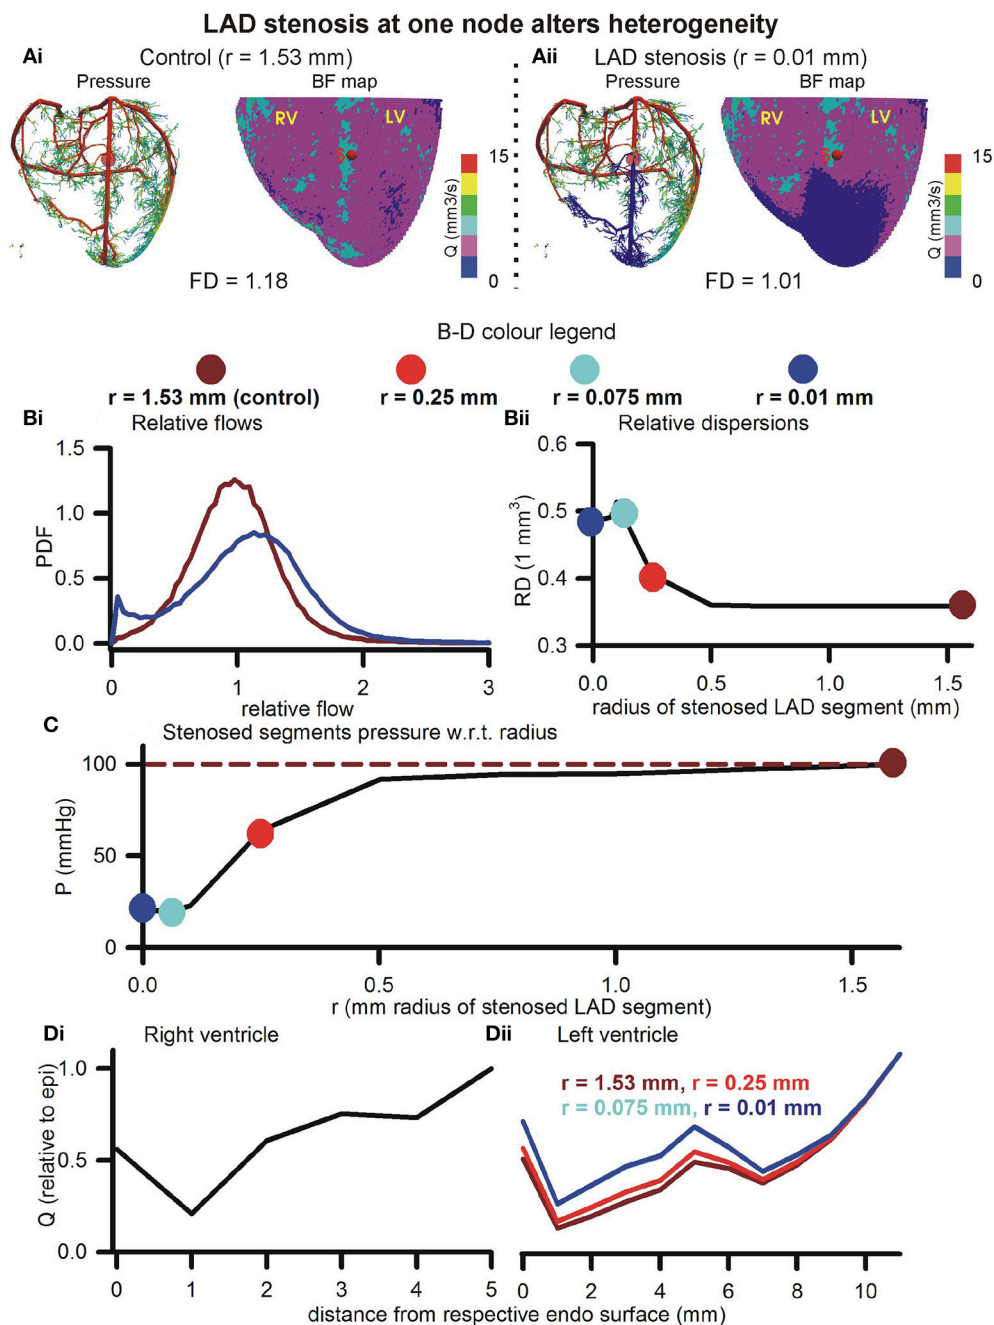 LAD stenosis at one node alters heterogeneity
Ai
Control (r = 1.53 mm)
Pressure
BF map
RV
LV
15
Q (mm3/s)
0
FD = 1.18
Aii
LAD stenosis (r = 0.01 mm)
Pressure
BF map
RV
LV
15
Q (mm3/s)
0
FD = 1.01
B-D colour legend
r = 1.53 mm (control)
r = 0.25 mm
r = 0.075 mm
r = 0.01 mm
Bi
Relative flows
1.5
1.0
0.5
0.0
PDF
0 1 2 3
relative flow
Bii
Relative dispersions
0.6
0.5
0.4
0.3
RD (1 mm³)
0.0 0.5 1.0 1.5
radius of stenosed LAD segment (mm)
C
Stenosed segments pressure w.r.t. radius
100
50
0
P (mmHg)
0.0 0.5 1.0 1.5
r (mm radius of stenosed LAD segment)
Di
Right ventricle
1.0
0.5
0.0
Q (relative to epi)
0 1 2 3 4 5
Dii
Left ventricle
r = 1.53 mm, r = 0.25 mm
r = 0.075 mm, r = 0.01 mm
0 2 4 6 8 10
distance from respective endo surface (mm)